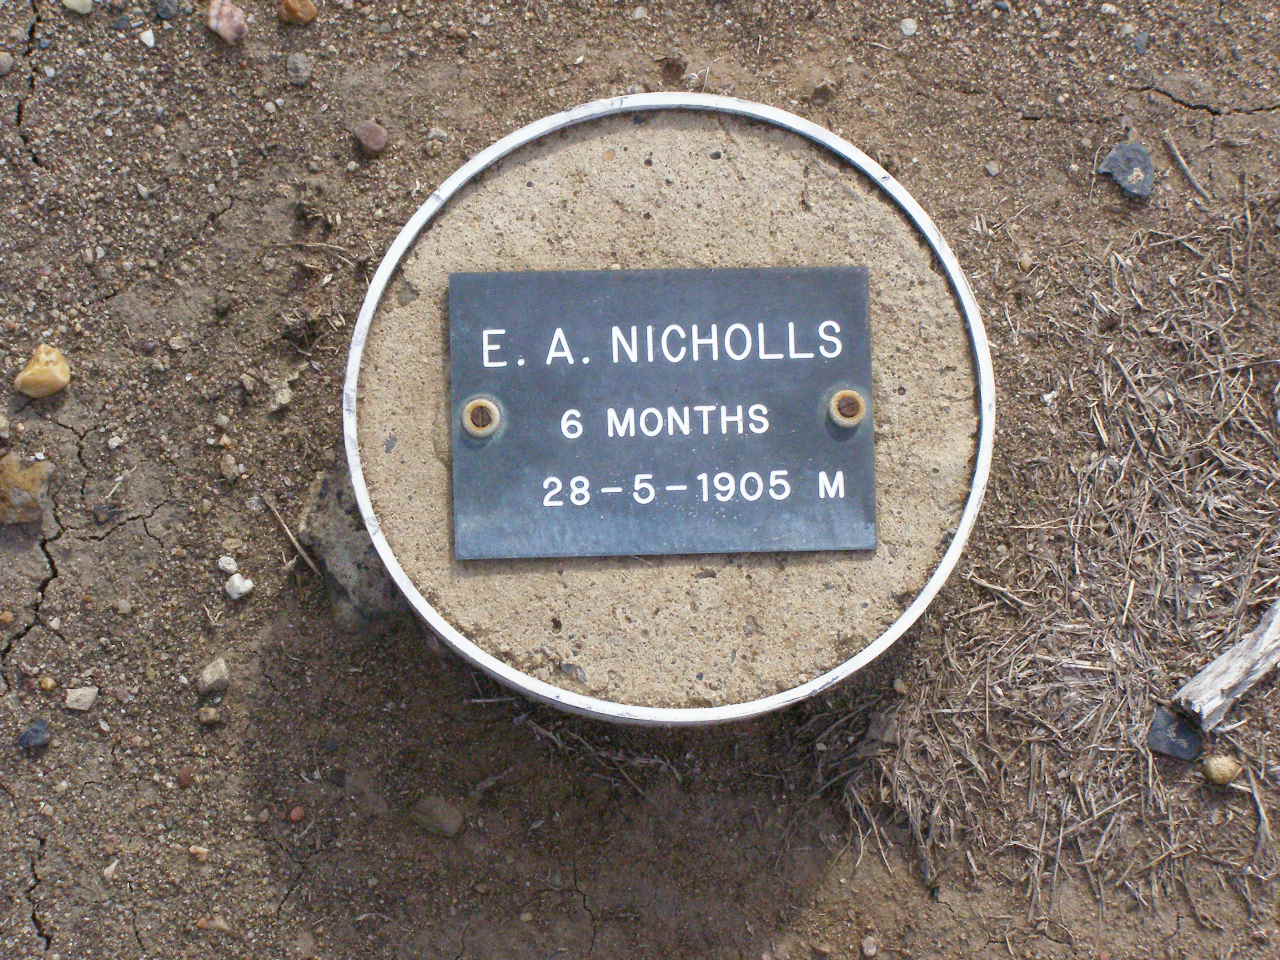 E. A. NICHOLLS
6 MONTHS
28-5-1905 M